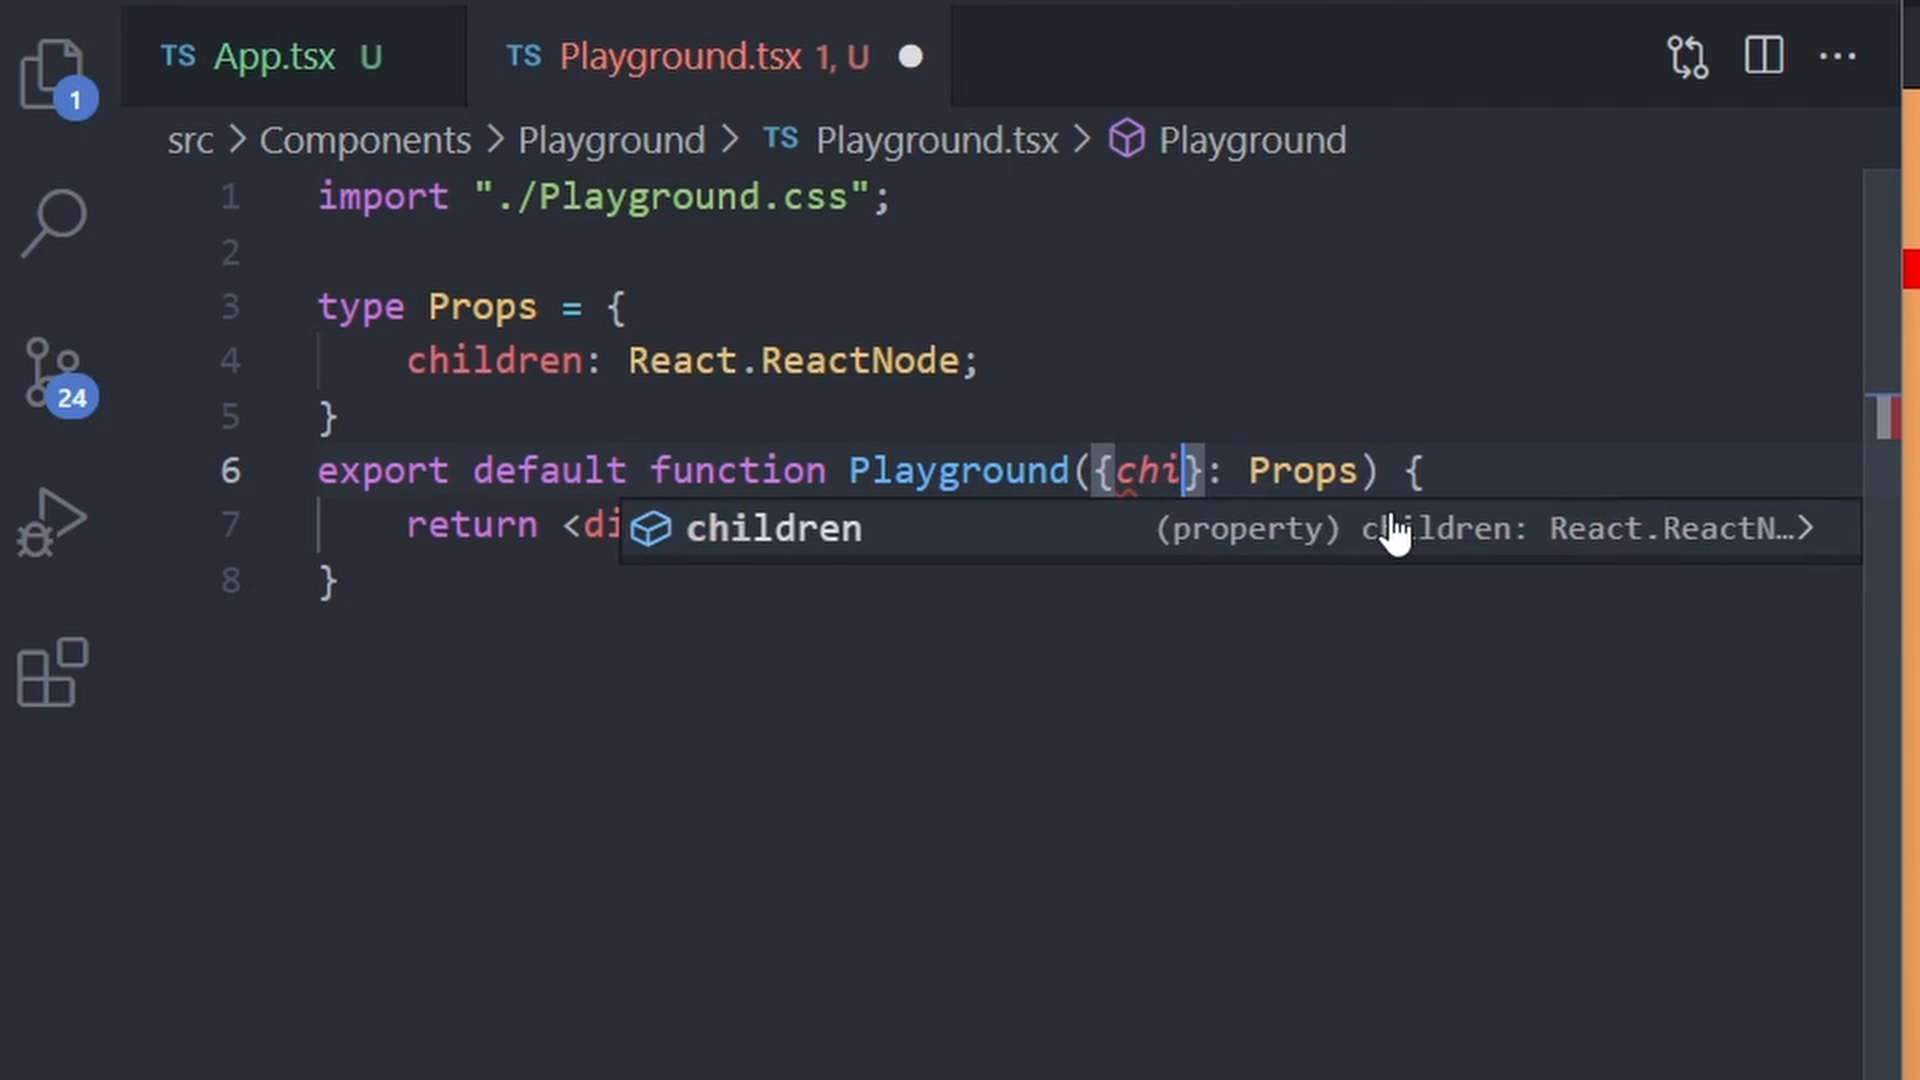 TS App.tsx U TS Playground.tsx 1, U
1
src > Components > Playground > TS Playground.tsx > Playground
1 import "./Playground.css";
2
3 type Props = {
4 children: React.ReactNode;
5 }
6 export default function Playground({chi}: Props) {
7 return <di
children (property) children: React.ReactN…>
8 }
24